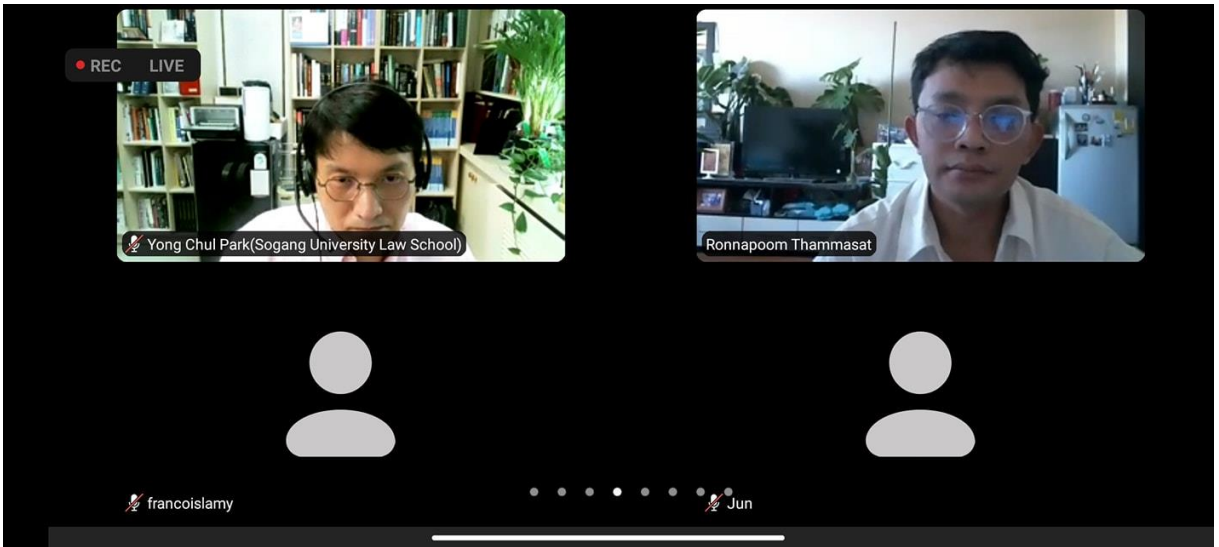 REC LIVE
Yong Chul Park(Sogang University Law School)
Ronnapoom Thammasat
francoislamy
Jun